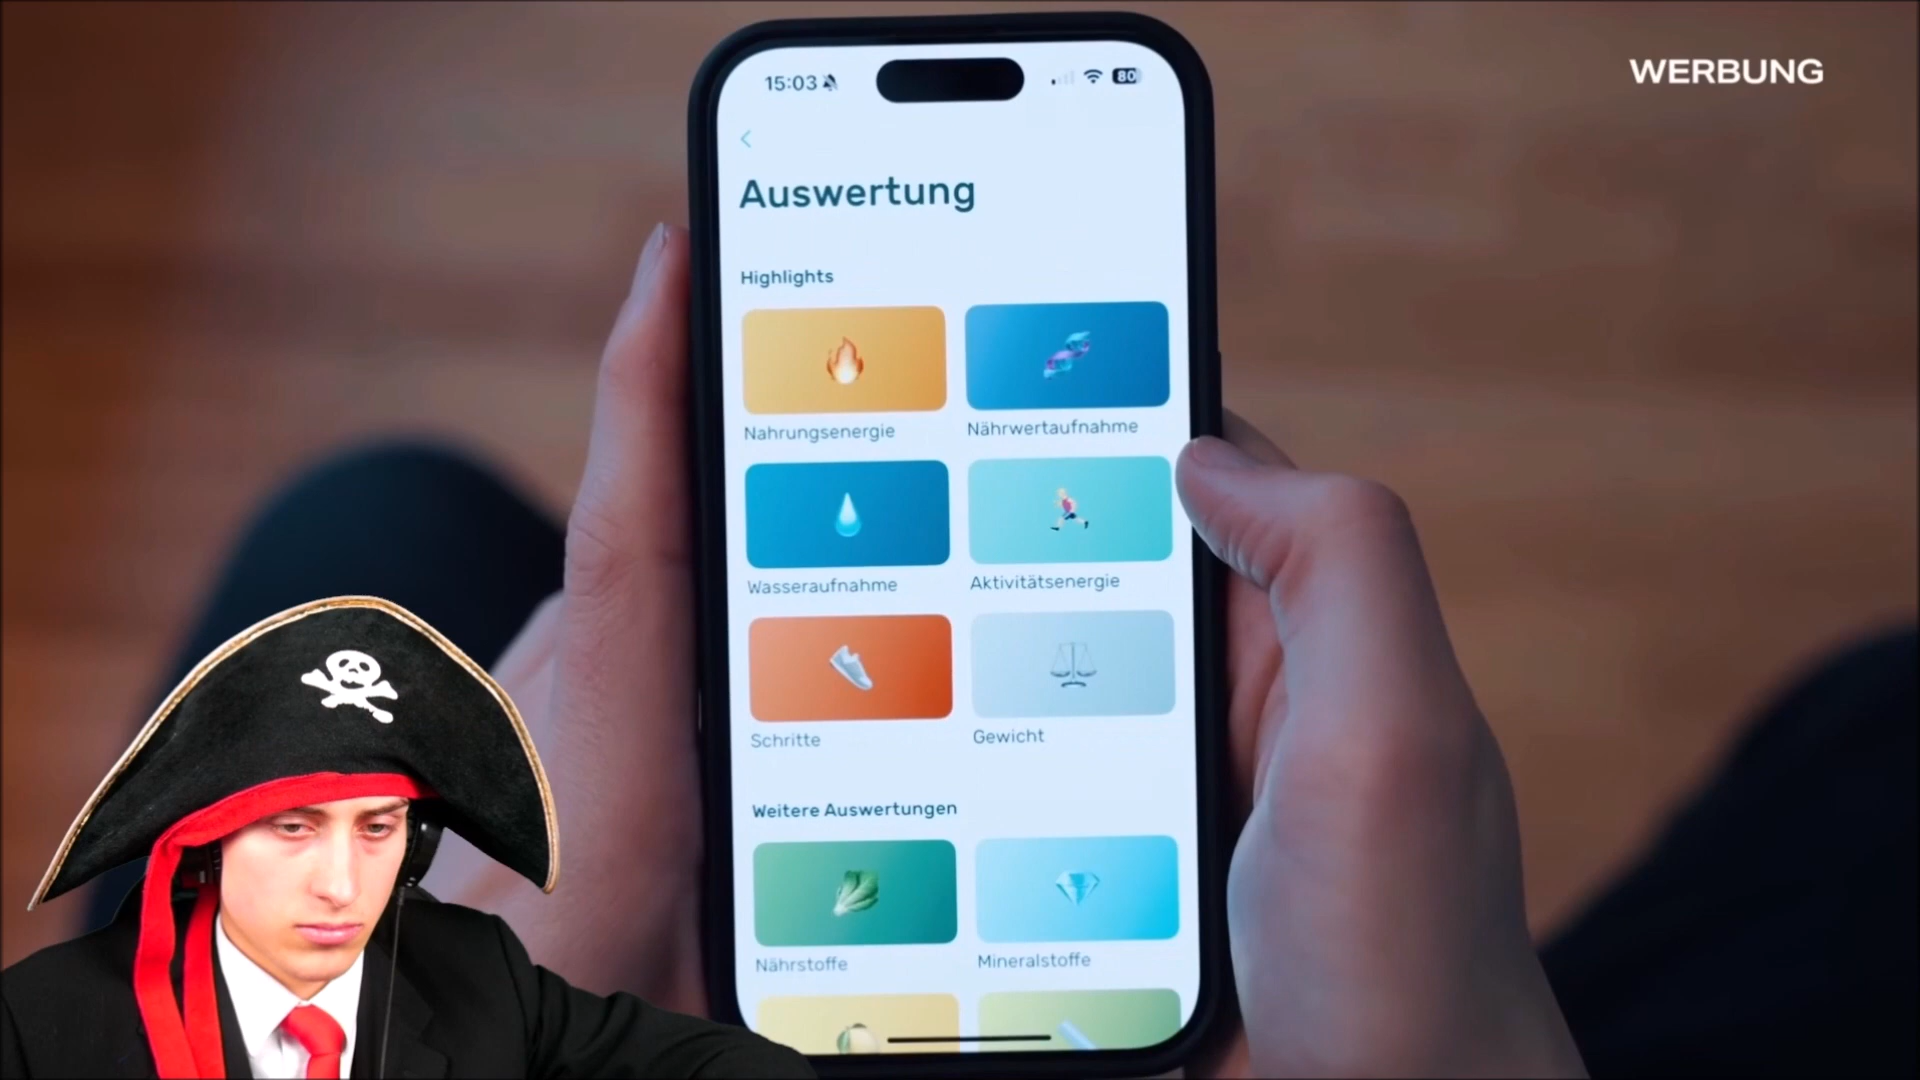 WERBUNG
15:03
80
Auswertung
Highlights
Nahrungsenergie
Nährwertaufnahme
Wasseraufnahme
Aktivitätsenergie
Schritte
Gewicht
Weitere Auswertungen
Nährstoffe
Mineralstoffe